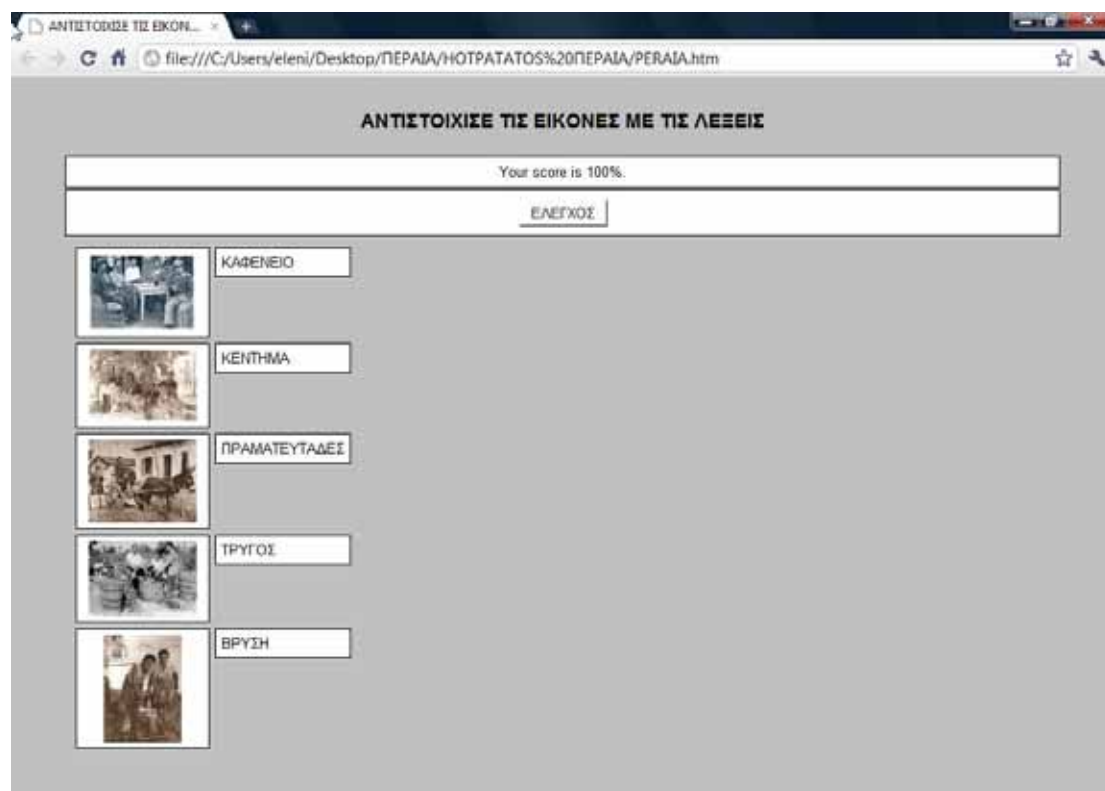 ΑΝΤΙΣΤΟΙΧΙΣΕ ΤΙΣ ΕΙΚΟΝ...
file:///C:/Users/eleni/Desktop/ΠΕΡΑΙΑ/HOTPATATOS%20ΠΕΡΑΙΑ/PERAIA.htm
ΑΝΤΙΣΤΟΙΧΙΣΕ ΤΙΣ ΕΙΚΟΝΕΣ ΜΕ ΤΙΣ ΛΕΞΕΙΣ
Your score is 100%.
ΕΛΕΓΧΟΣ
ΚΑΦΕΝΕΙΟ
ΚΕΝΤΗΜΑ
ΠΡΑΜΑΤΕΥΤΑΔΕΣ
ΤΡΥΓΟΣ
ΒΡΥΣΗ